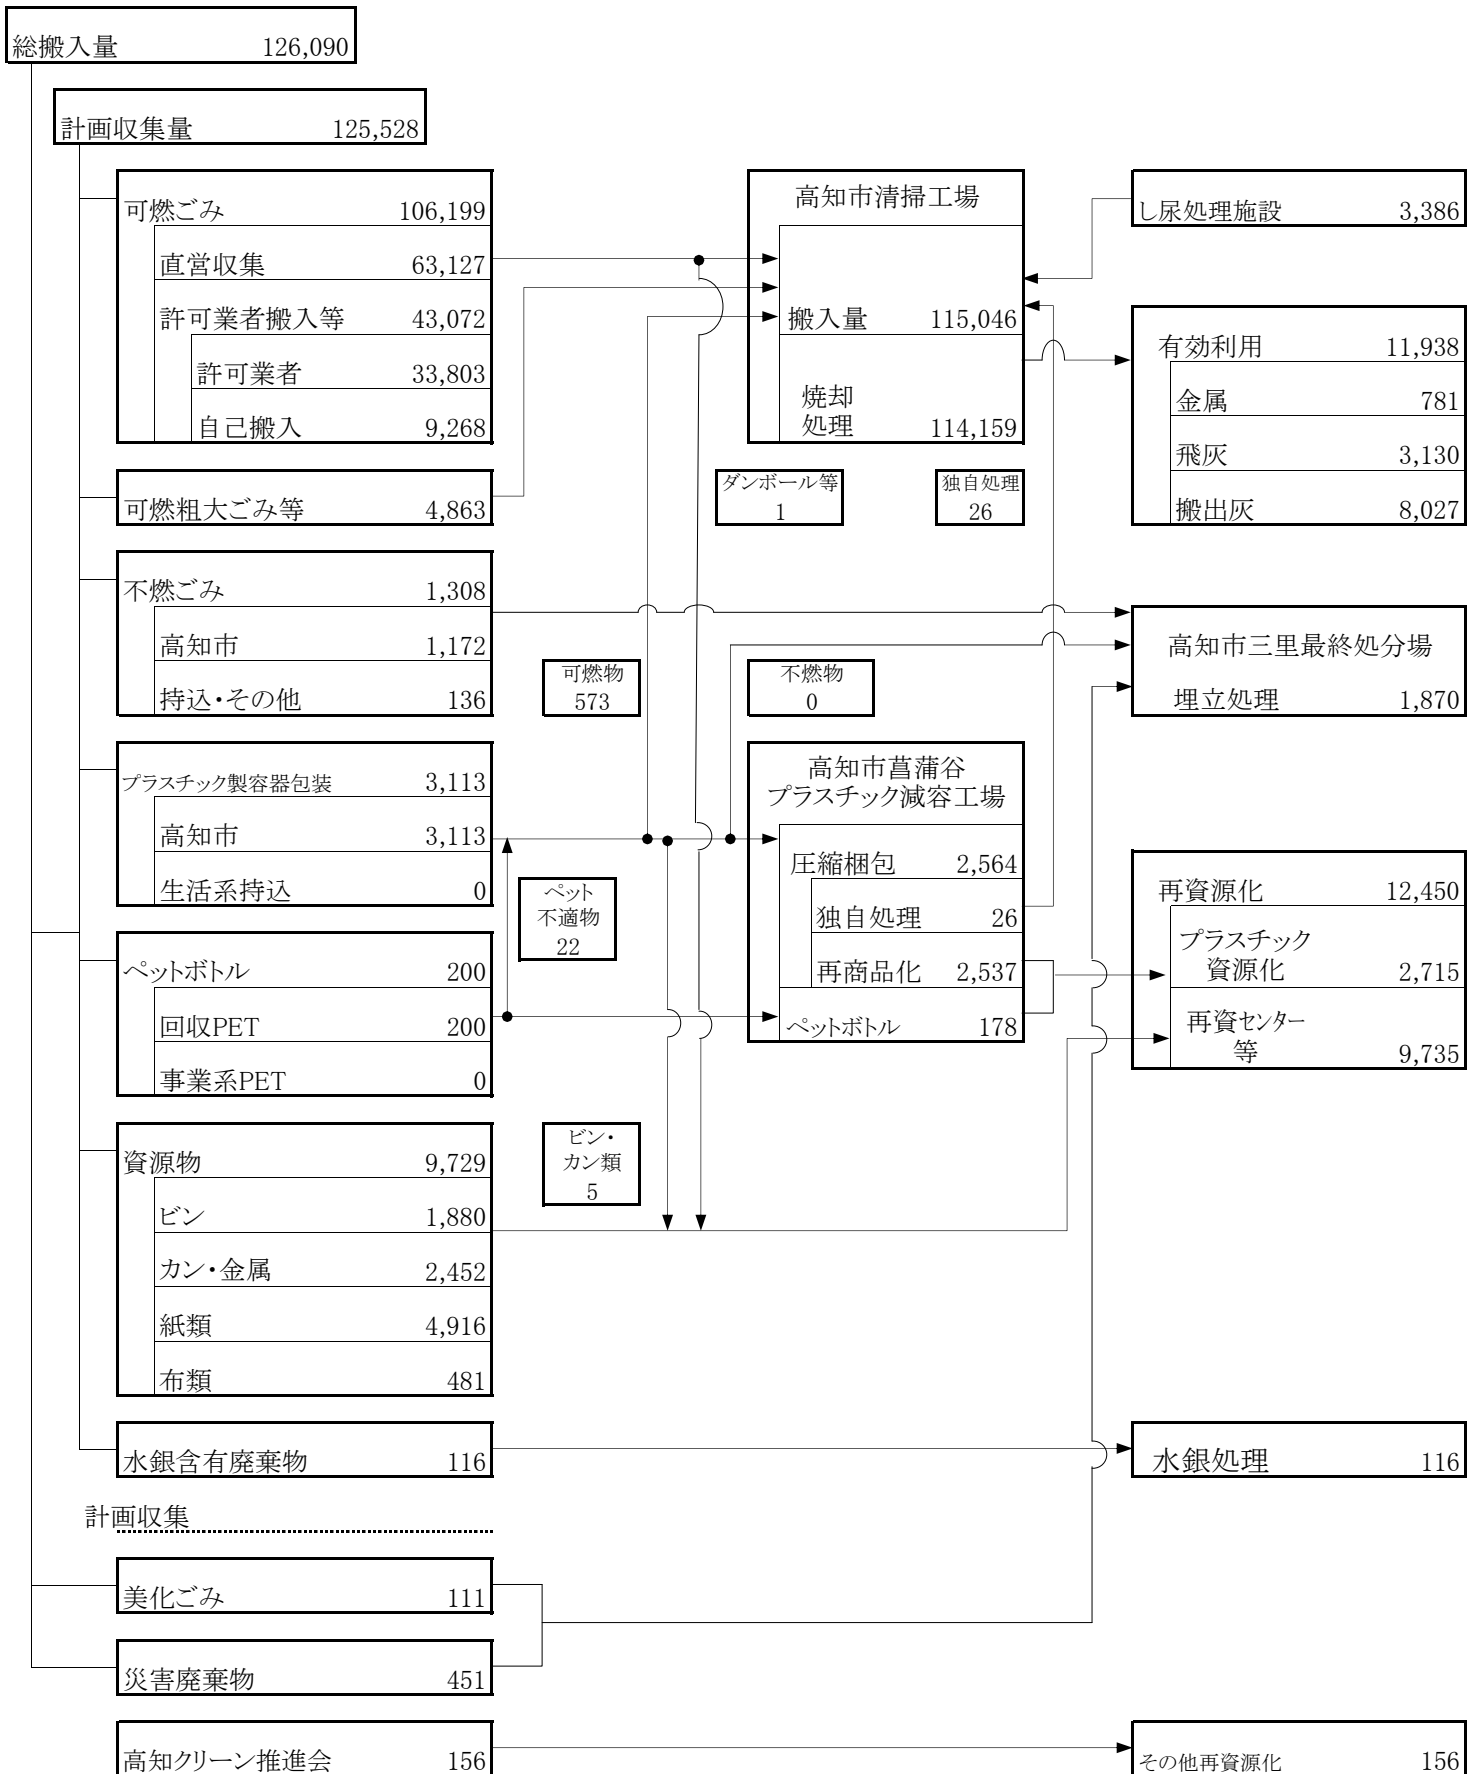 総搬入量 126,090
計画収集量 125,528
可燃ごみ 106,199
直営収集 63,127
許可業者搬入等 43,072
許可業者 33,803
自己搬入 9,268
可燃粗大ごみ等 4,863
不燃ごみ 1,308
高知市 1,172
持込・その他 136
プラスチック製容器包装 3,113
高知市 3,113
生活系持込 0
ペットボトル 200
回収PET 200
事業系PET 0
資源物 9,729
ビン 1,880
カン・金属 2,452
紙類 4,916
布類 481
水銀含有廃棄物 116
計画収集
美化ごみ 111
災害廃棄物 451
高知クリーン推進会 156
可燃物
573
ペット
不適物
22
ビン・
カン類
5
高知市清掃工場
搬入量 115,046
焼却
処理 114,159
ダンボール等
1
独自処理
26
不燃物
0
高知市菖蒲谷
プラスチック減容工場
圧縮梱包 2,564
独自処理 26
再商品化 2,537
ペットボトル 178
し尿処理施設 3,386
有効利用 11,938
金属 781
飛灰 3,130
搬出灰 8,027
高知市三里最終処分場
埋立処理 1,870
再資源化 12,450
プラスチック
資源化 2,715
再資センター
等 9,735
水銀処理 116
その他再資源化 156